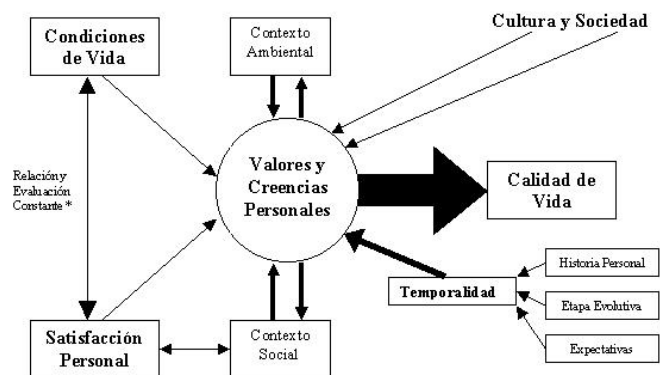 Condiciones
de Vida
Contexto
Ambiental
Cultura y Sociedad
Relación y
Evaluación
Constante *
Valores y
Creencias
Personales
Calidad de
Vida
Temporalidad
Historia Personal
Etapa Evolutiva
Expectativas
Satisfacción
Personal
Contexto
Social